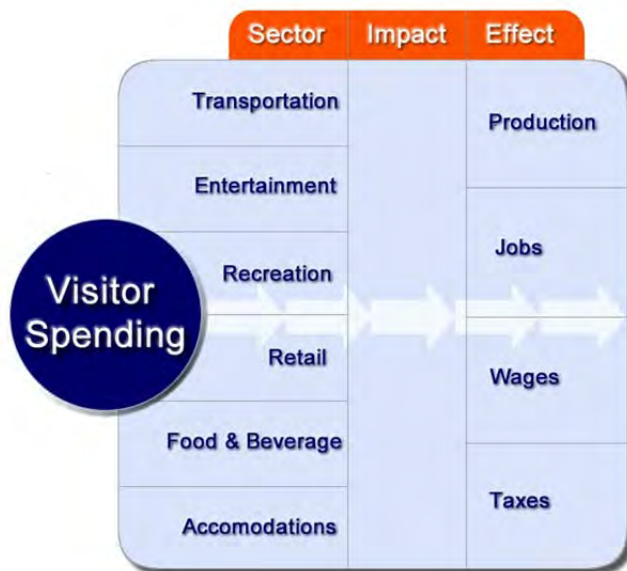 Sector Impact Effect
Transportation
Entertainment
Recreation
Retail
Food & Beverage
Accomodations
Visitor
Spending
Production
Jobs
Wages
Taxes